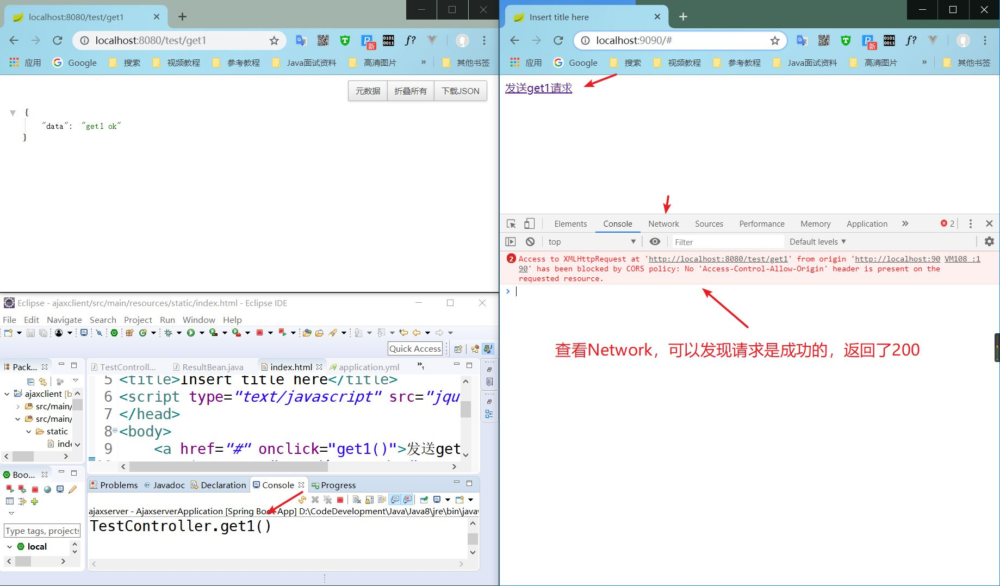 localhost:8080/test/get1
localhost:8080/test/get1
应用 Google 搜索 视频教程 参考教程 Java面试资料 高清图片 » 其他书签
元数据 折叠所有 下载JSON
{
"data": "get1 ok"
}
Insert title here
localhost:9090/#
应用 Google 搜索 视频教程 参考教程 Java面试资料 高清图片 » 其他书签
发送get1请求
Elements Console Network Sources Performance Memory Application » 2
top Filter Default levels
2 Access to XMLHttpRequest at 'http://localhost:8080/test/get1' from origin 'http://localhost:90 VM108 :1
90' has been blocked by CORS policy: No 'Access-Control-Allow-Origin' header is present on the
requested resource.
查看Network，可以发现请求是成功的，返回了200
Eclipse - ajaxclient/src/main/resources/static/index.html - Eclipse IDE
File Edit Navigate Search Project Run Window Help
Quick Access
Pack...
ajaxclient [b
src/main/
src/main/
static
inde
TestControll... ResultBean.java index.html application.yml »1
5 <title>Insert title here</title>
6 <script type="text/javascript" src="jqu
7 </head>
8 <body>
9 <a href="#" onclick="get1()">发送get
Boo...
Type tags, projects
local
Problems @ Javadoc Declaration Console Progress
ajaxserver - AjaxserverApplication [Spring Boot App] D:\CodeDevelopment\Java\Java8\jre\bin\javaw
TestController.get1()